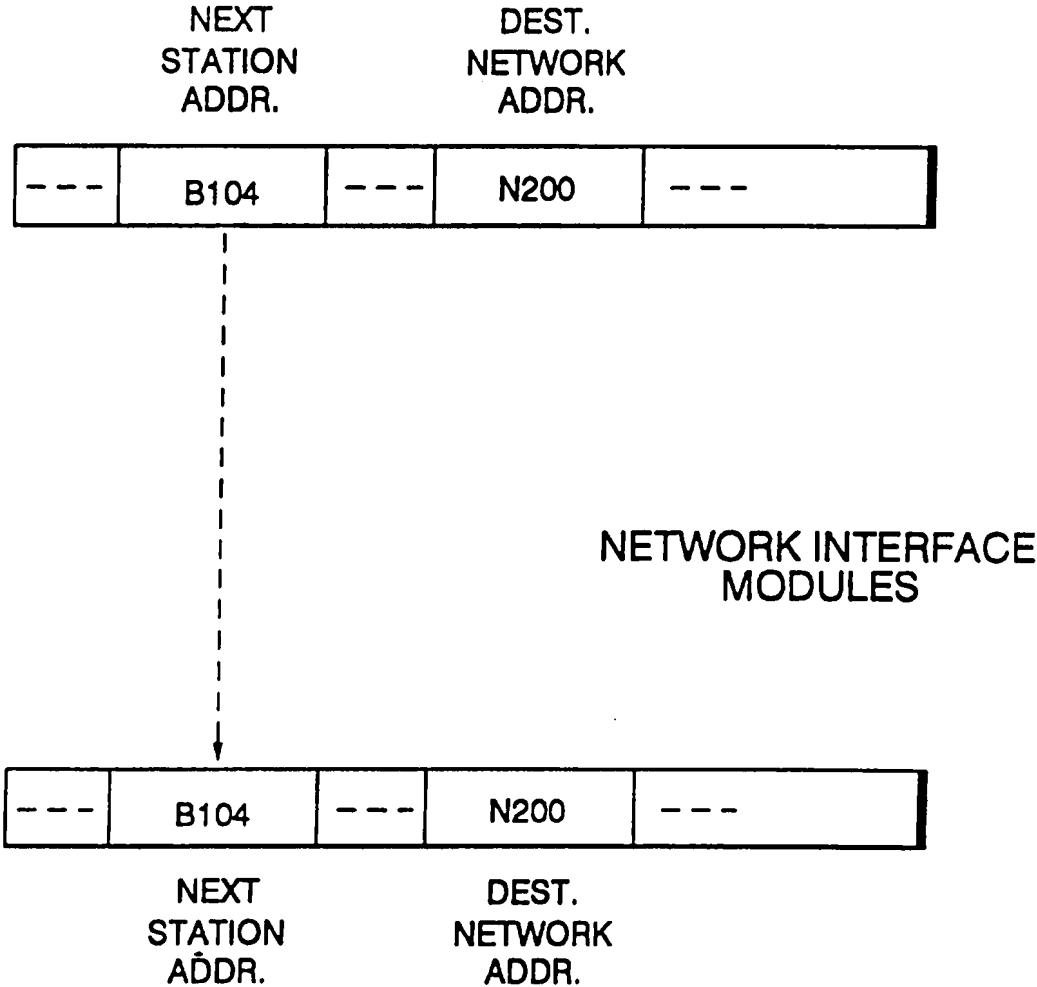 NEXT STATION ADDR.
DEST. NETWORK ADDR.
--- B104 --- N200 ---
NETWORK INTERFACE
MODULES
--- B104 --- N200 ---
NEXT STATION ADDR.
DEST. NETWORK ADDR.